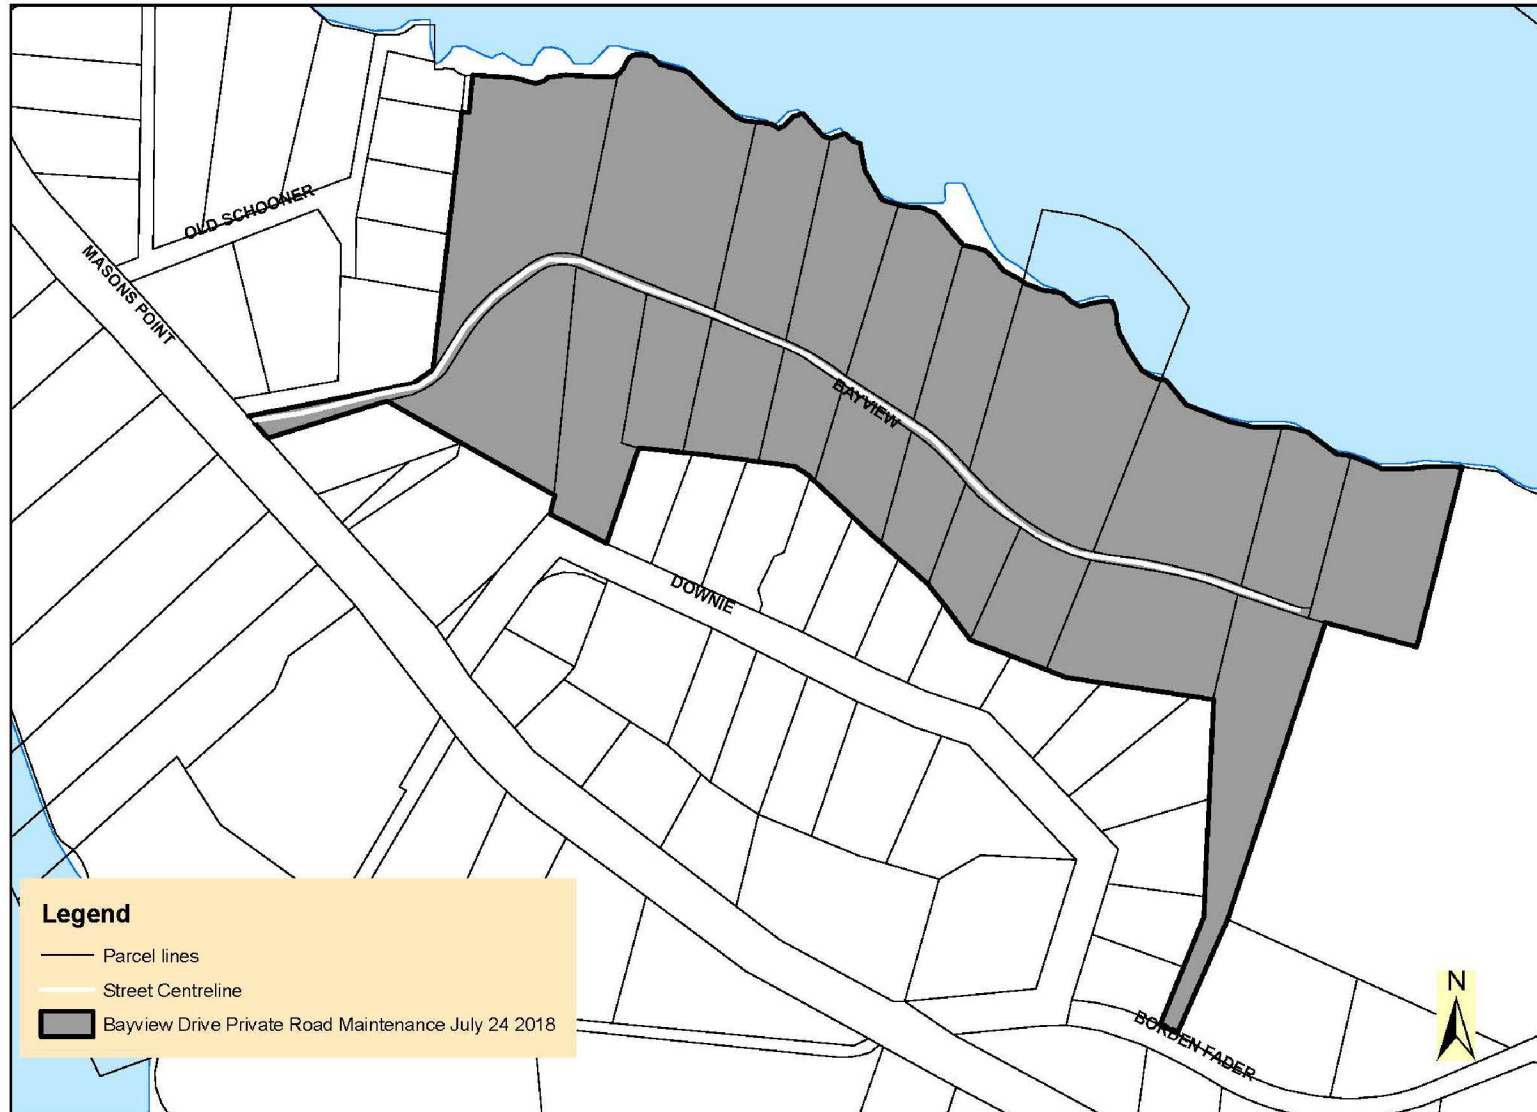 OLD SCHOONER
MASONS POINT
BAYVIEW
DOWNIE
Legend
Parcel lines
Street Centreline
Bayview Drive Private Road Maintenance July 24 2018
N
BORDEN FADER